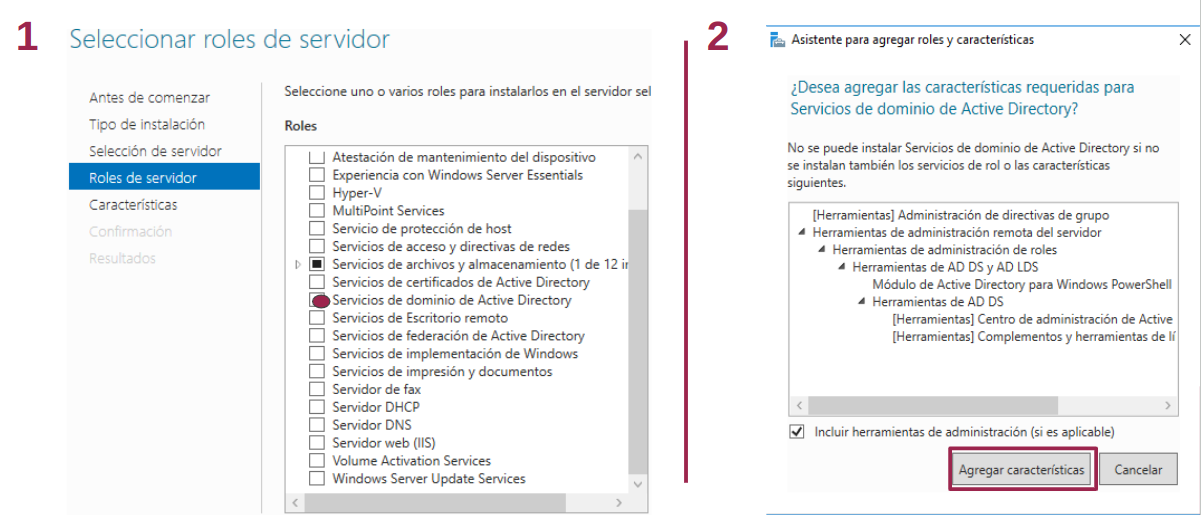 1
Seleccionar roles de servidor
Antes de comenzar
Tipo de instalación
Selección de servidor
Roles de servidor
Características
Confirmación
Resultados
Seleccione uno o varios roles para instalarlos en el servidor sel
Roles
Atestación de mantenimiento del dispositivo
Experiencia con Windows Server Essentials
Hyper-V
MultiPoint Services
Servicio de protección de host
Servicios de acceso y directivas de redes
Servicios de archivos y almacenamiento (1 de 12 in
Servicios de certificados de Active Directory
Servicios de dominio de Active Directory
Servicios de Escritorio remoto
Servicios de federación de Active Directory
Servicios de implementación de Windows
Servicios de impresión y documentos
Servidor de fax
Servidor DHCP
Servidor DNS
Servidor web (IIS)
Volume Activation Services
Windows Server Update Services
2
Asistente para agregar roles y características
¿Desea agregar las características requeridas para
Servicios de dominio de Active Directory?
No se puede instalar Servicios de dominio de Active Directory si no
se instalan también los servicios de rol o las características
siguientes.
[Herramientas] Administración de directivas de grupo
Herramientas de administración remota del servidor
Herramientas de administración de roles
Herramientas de AD DS y AD LDS
Módulo de Active Directory para Windows PowerShell
Herramientas de AD DS
[Herramientas] Centro de administración de Active
[Herramientas] Complementos y herramientas de lí
Incluir herramientas de administración (si es aplicable)
Agregar características
Cancelar